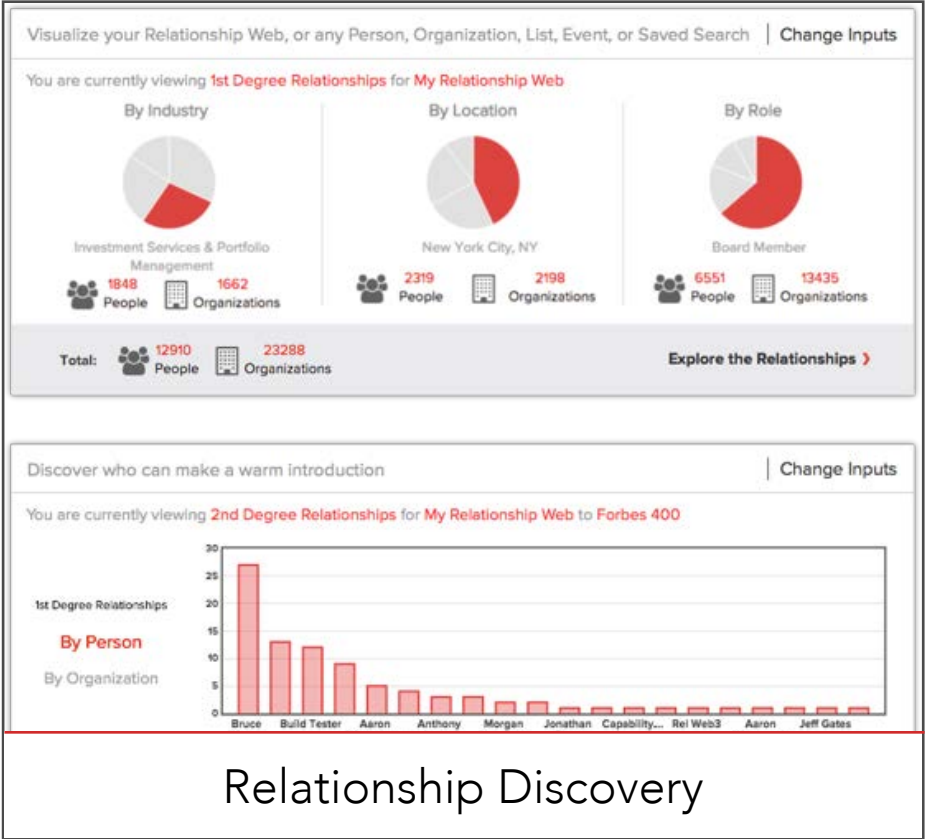 Visualize your Relationship Web, or any Person, Organization, List, Event, or Saved Search | Change Inputs
You are currently viewing 1st Degree Relationships for My Relationship Web
By Industry
By Location
By Role
Investment Services & Portfolio
Management
New York City, NY
Board Member
1848
People
1662
Organizations
2319
People
2198
Organizations
6551
People
13435
Organizations
Total:
12910
People
23288
Organizations
Explore the Relationships ❯
Discover who can make a warm introduction | Change Inputs
You are currently viewing 2nd Degree Relationships for My Relationship Web to Forbes 400
1st Degree Relationships
By Person
By Organization
30
25
20
15
10
5
0
Bruce Build Tester Aaron Anthony Morgan Jonathan Capability... Rel Web3 Aaron Jeff Gates
Relationship Discovery